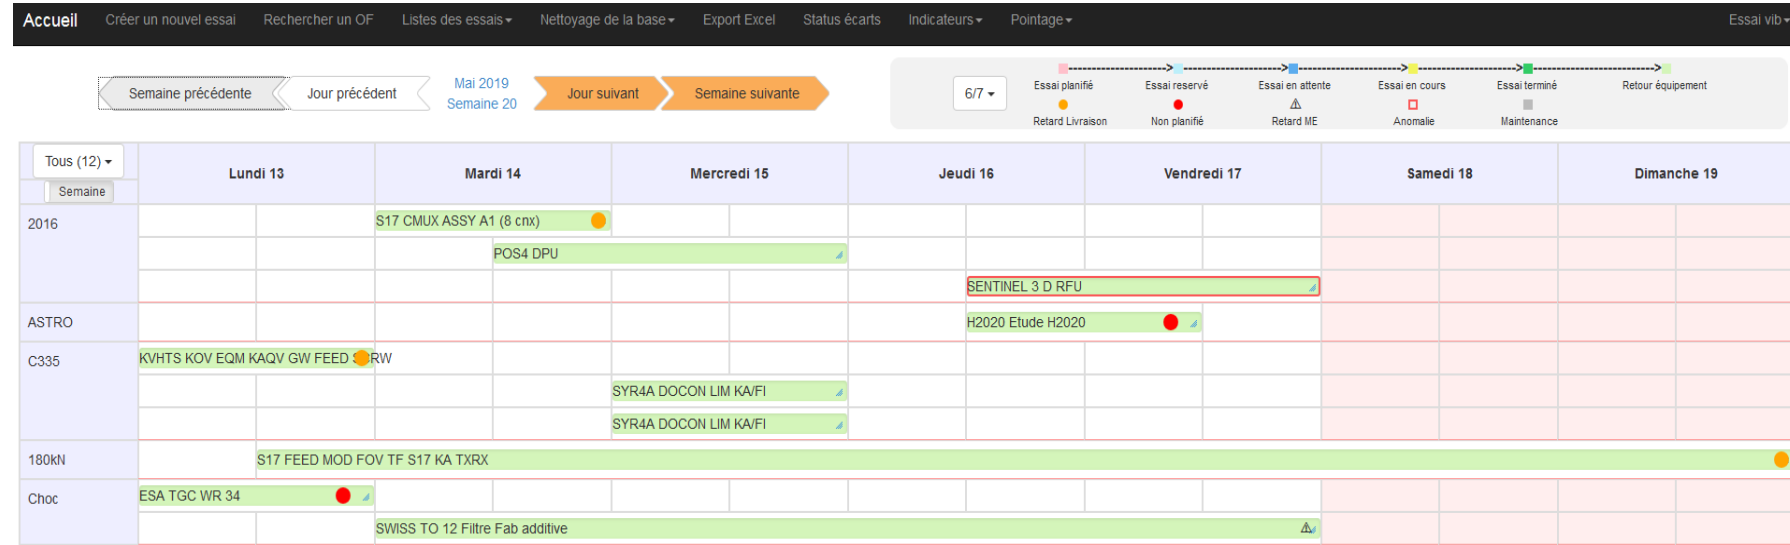 Accueil Créer un nouvel essai Rechercher un OF Listes des essais Nettoyage de la base Export Excel Status écarts Indicateurs Pointage Essai vib
Semaine précédente Jour précédent Mai 2019 Jour suivant Semaine suivante
Semaine 20
6/7
Essai planifié Essai reservé Essai en attente Essai en cours Essai terminé Retour équipement
Retard Livraison Non planifié Retard ME Anomalie Maintenance
Tous (12) Lundi 13 Mardi 14 Mercredi 15 Jeudi 16 Vendredi 17 Samedi 18 Dimanche 19
Semaine
2016 S17 CMUX ASSY A1 (8 cnx)
POS4 DPU
SENTINEL 3 D RFU
ASTRO H2020 Etude H2020
C335 KVHTS KOV EQM KAQV GW FEED RW
SYR4A DOCON LIM KA/FI
SYR4A DOCON LIM KA/FI
180kN S17 FEED MOD FOV TF S17 KA TXRX
Choc ESA TGC WR 34
SWISS TO 12 Filtre Fab additive